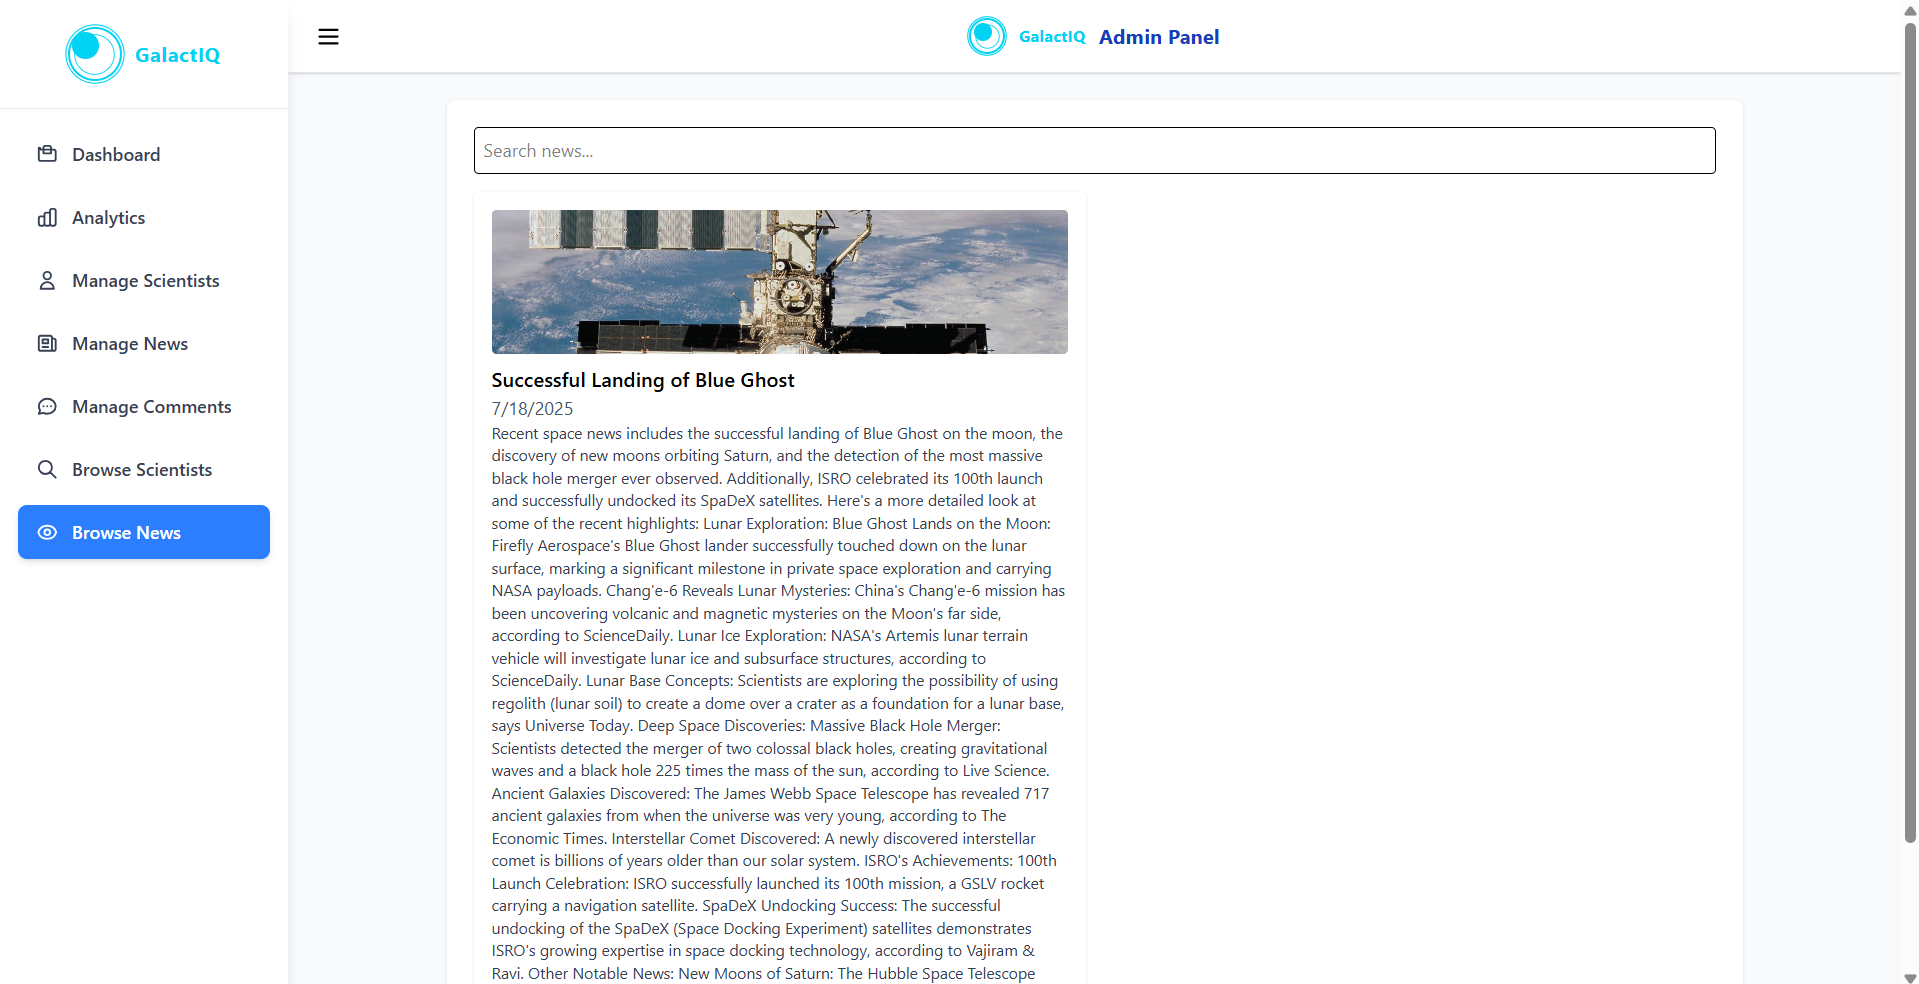 GalactIQ
Dashboard
Analytics
Manage Scientists
Manage News
Manage Comments
Browse Scientists
Browse News
GalactIQ Admin Panel
Search news...
Successful Landing of Blue Ghost
7/18/2025
Recent space news includes the successful landing of Blue Ghost on the moon, the
discovery of new moons orbiting Saturn, and the detection of the most massive
black hole merger ever observed. Additionally, ISRO celebrated its 100th launch
and successfully undocked its SpaDeX satellites. Here's a more detailed look at
some of the recent highlights: Lunar Exploration: Blue Ghost Lands on the Moon:
Firefly Aerospace's Blue Ghost lander successfully touched down on the lunar
surface, marking a significant milestone in private space exploration and carrying
NASA payloads. Chang'e-6 Reveals Lunar Mysteries: China's Chang'e-6 mission has
been uncovering volcanic and magnetic mysteries on the Moon's far side,
according to ScienceDaily. Lunar Ice Exploration: NASA's Artemis lunar terrain
vehicle will investigate lunar ice and subsurface structures, according to
ScienceDaily. Lunar Base Concepts: Scientists are exploring the possibility of using
regolith (lunar soil) to create a dome over a crater as a foundation for a lunar base,
says Universe Today. Deep Space Discoveries: Massive Black Hole Merger:
Scientists detected the merger of two colossal black holes, creating gravitational
waves and a black hole 225 times the mass of the sun, according to Live Science.
Ancient Galaxies Discovered: The James Webb Space Telescope has revealed 717
ancient galaxies from when the universe was very young, according to The
Economic Times. Interstellar Comet Discovered: A newly discovered interstellar
comet is billions of years older than our solar system. ISRO's Achievements: 100th
Launch Celebration: ISRO successfully launched its 100th mission, a GSLV rocket
carrying a navigation satellite. SpaDeX Undocking Success: The successful
undocking of the SpaDeX (Space Docking Experiment) satellites demonstrates
ISRO's growing expertise in space docking technology, according to Vajiram &
Ravi. Other Notable News: New Moons of Saturn: The Hubble Space Telescope